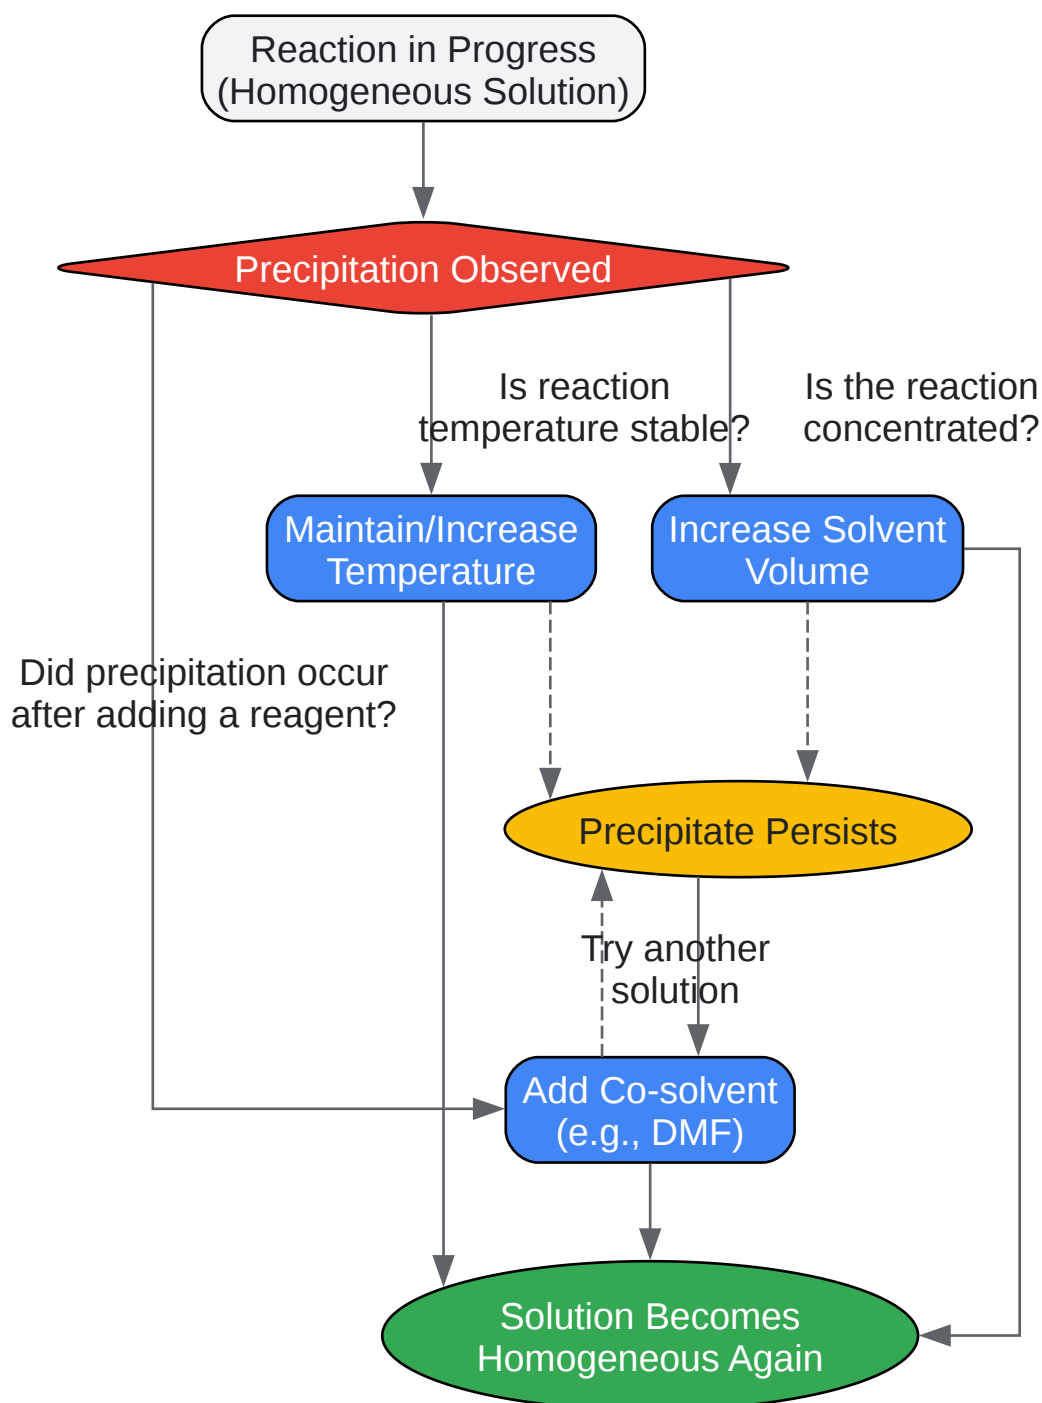 Reaction in Progress
(Homogeneous Solution)
Precipitation Observed
Is reaction
temperature stable?
Is the reaction
concentrated?
Maintain/Increase
Temperature
Increase Solvent
Volume
Did precipitation occur
after adding a reagent?
Precipitate Persists
Try another
solution
Add Co-solvent
(e.g., DMF)
Solution Becomes
Homogeneous Again